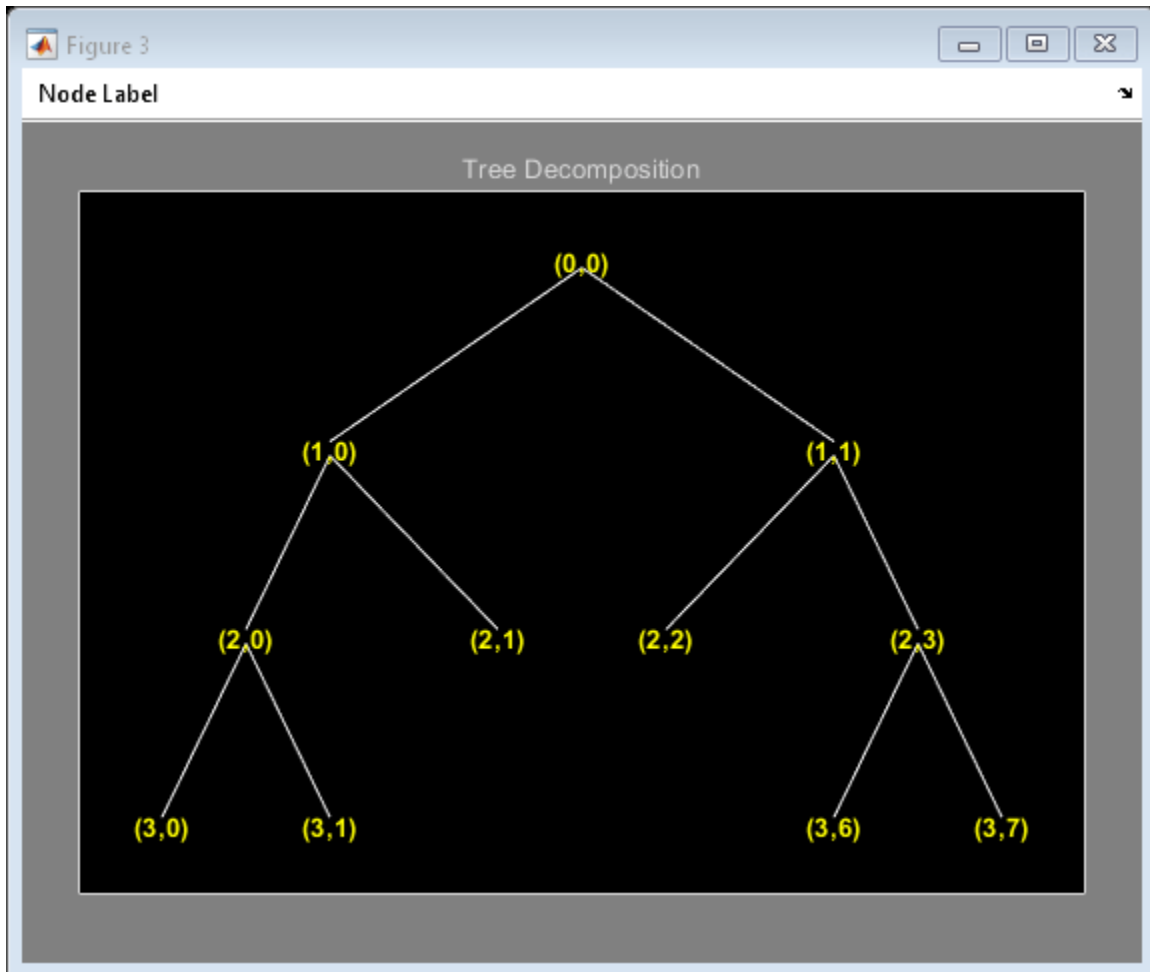 Figure 3
Node Label
Tree Decomposition
(0,0)
(1,0) (1,1)
(2,0) (2,1) (2,2) (2,3)
(3,0) (3,1) (3,6) (3,7)